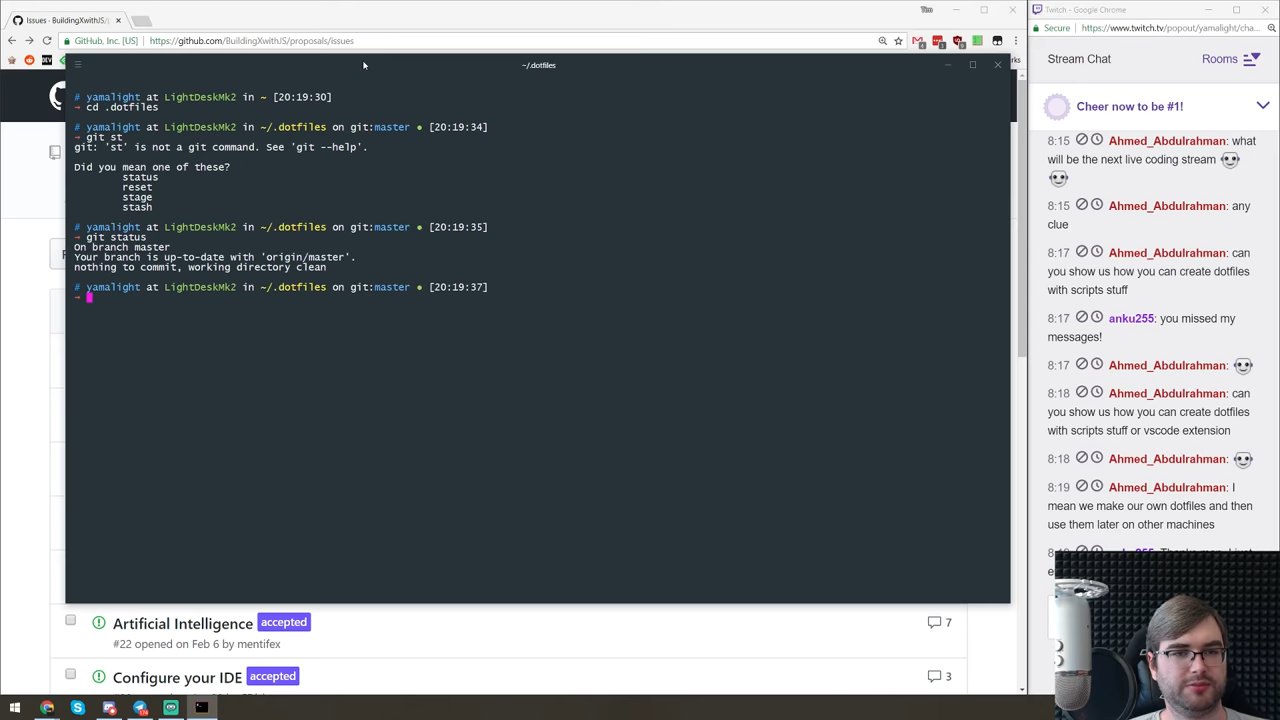 Issues · BuildingXwithJS/p
Tim
Twitch - Google Chrome
GitHub, Inc. [US]
https://github.com/BuildingXwithJS/proposals/issues
Secure
https://www.twitch.tv/popout/yamalight/cha
~/.dotfiles
# yamalight at LightDeskMk2 in ~ [20:19:30]
→ cd .dotfiles
# yamalight at LightDeskMk2 in ~/.dotfiles on git:master ● [20:19:34]
→ git st
git: 'st' is not a git command. See 'git --help'.
Did you mean one of these?
status
reset
stage
stash
# yamalight at LightDeskMk2 in ~/.dotfiles on git:master ● [20:19:35]
→ git status
On branch master
Your branch is up-to-date with 'origin/master'.
nothing to commit, working directory clean
# yamalight at LightDeskMk2 in ~/.dotfiles on git:master ● [20:19:37]
→
Artificial Intelligence accepted
7
#22 opened on Feb 6 by mentifex
Configure your IDE accepted
3
Stream Chat
Rooms
Cheer now to be #1!
8:15 Ahmed_Abdulrahman: what
will be the next live coding stream
8:15 Ahmed_Abdulrahman: any
clue
8:17 Ahmed_Abdulrahman: can
you show us how you can create dotfiles
with scripts stuff
8:17 anku255: you missed my
messages!
8:17 Ahmed_Abdulrahman:
8:18 Ahmed_Abdulrahman: can
you show us how you can create dotfiles
with scripts stuff or vscode extension
8:18 Ahmed_Abdulrahman:
8:19 Ahmed_Abdulrahman: I
mean we make our own dotfiles and then
use them later on other machines